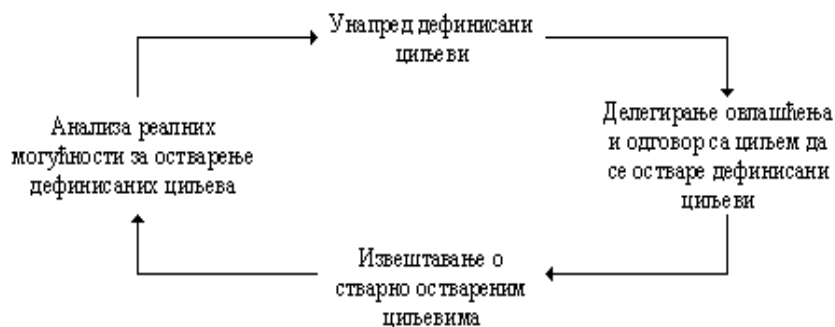 Унапред дефинисани
циљеви
Делегирање овлашћења
и одговор са циљем да
се остваре дефинисани
циљеви
Извештавање о
стварно оствареним
циљевима
Анализа реалних
могућности за остварење
дефинисаних циљева